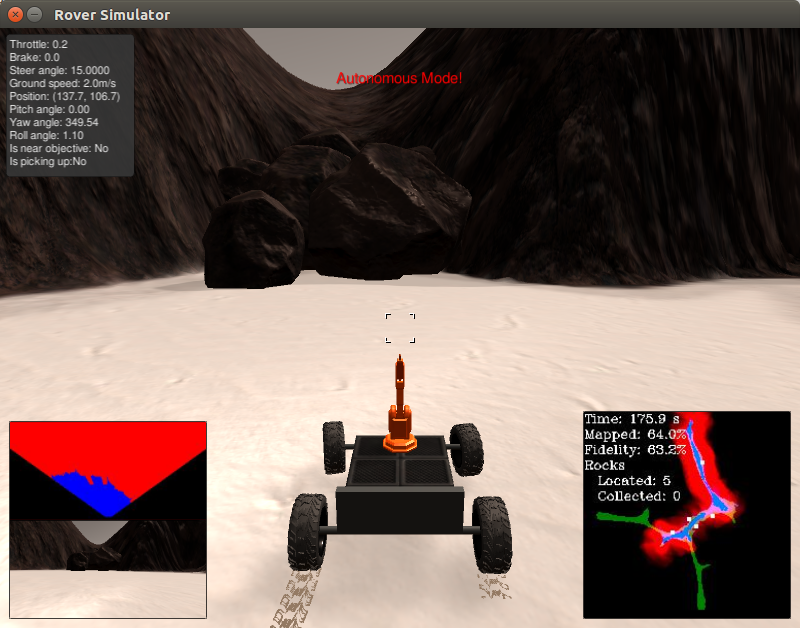 Rover Simulator
Throttle: 0.2
Brake: 0.0
Steer angle: 15.0000
Ground speed: 2.0m/s
Position: (137.7, 106.7)
Pitch angle: 0.00
Yaw angle: 349.54
Roll angle: 1.10
Is near objective: No
Is picking up:No
Autonomous Mode!
Time: 175.9 s
Mapped: 64.0%
Fidelity: 63.2%
Rocks
Located: 5
Collected: 0